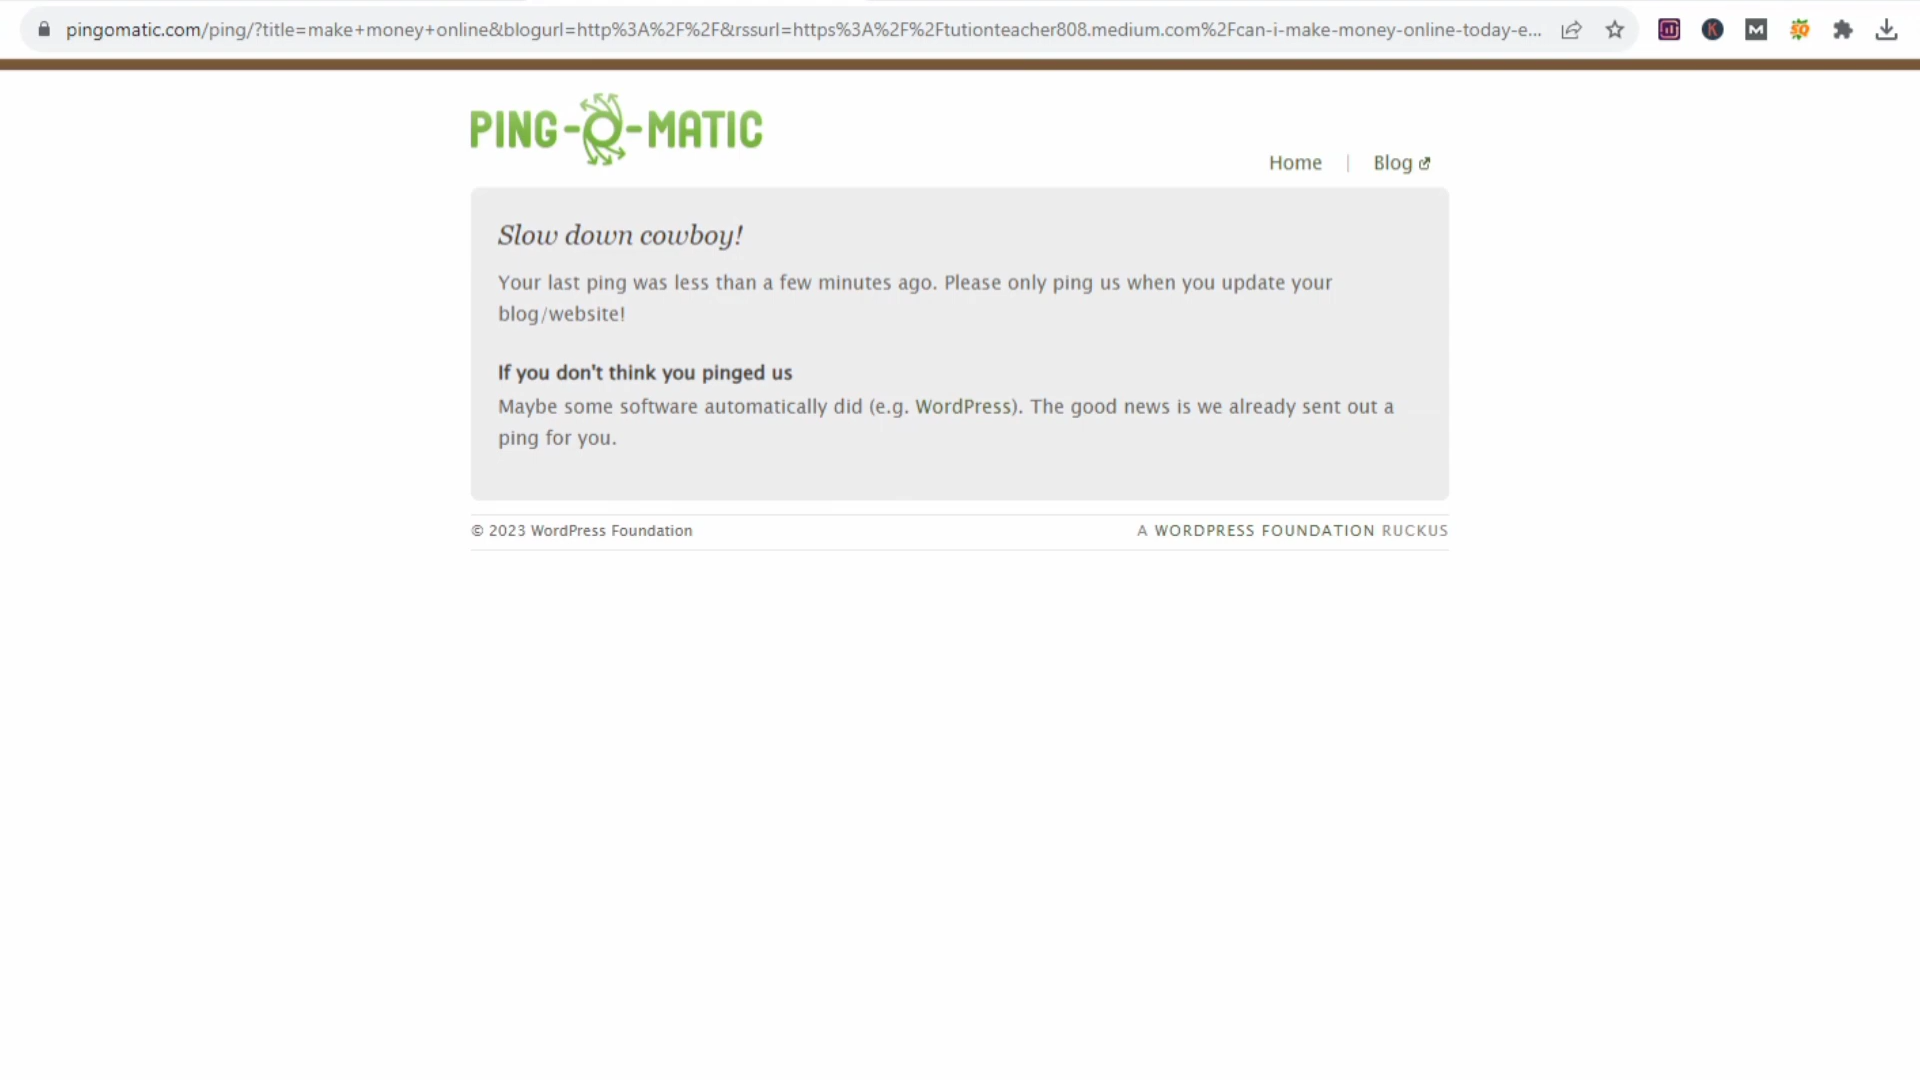 pingomatic.com/ping/?title=make+money+online&blogurl=http%3A%2F%2F&rssurl=https%3A%2F%2Ftutionteacher808.medium.com%2Fcan-i-make-money-online-today-e...
PING-O-MATIC
Home | Blog
Slow down cowboy!
Your last ping was less than a few minutes ago. Please only ping us when you update your
blog/website!
If you don't think you pinged us
Maybe some software automatically did (e.g. WordPress). The good news is we already sent out a
ping for you.
© 2023 WordPress Foundation
A WORDPRESS FOUNDATION RUCKUS